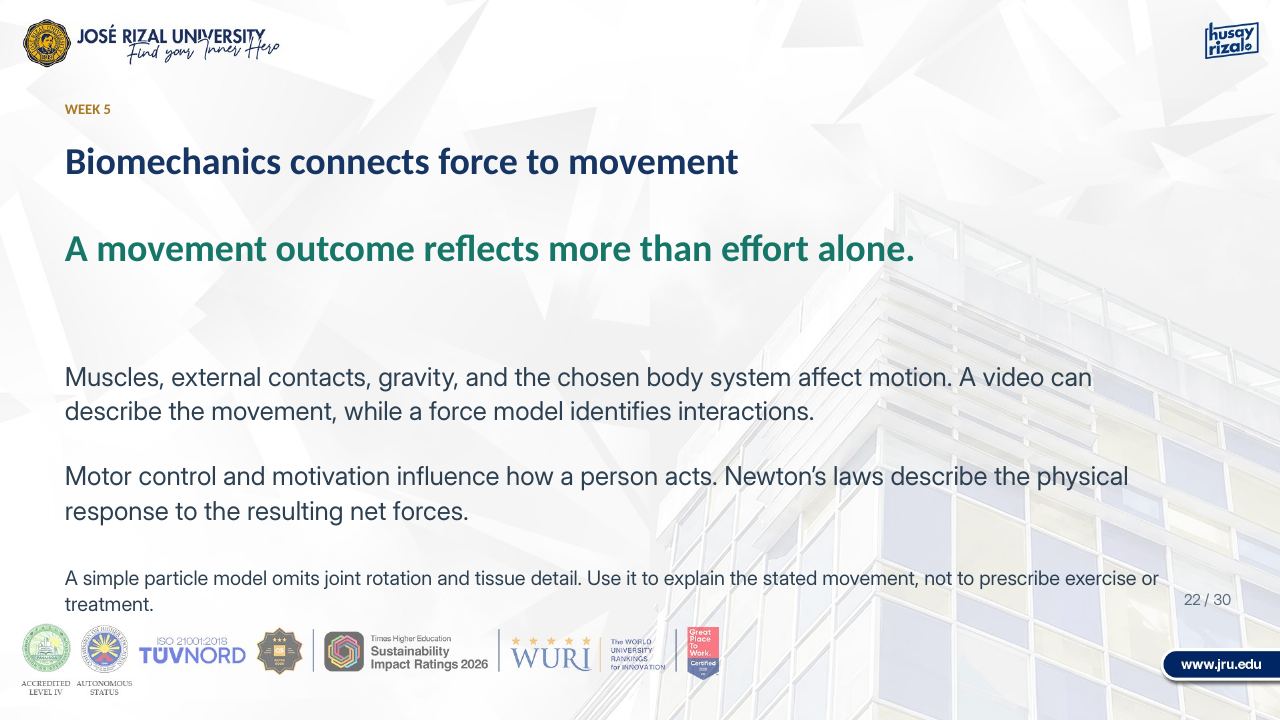 JOSÉ RIZAL UNIVERSITY
Find your Inner Hero
husay
rizal
WEEK 5
Biomechanics connects force to movement
A movement outcome reflects more than effort alone.
Muscles, external contacts, gravity, and the chosen body system affect motion. A video can
describe the movement, while a force model identifies interactions.
Motor control and motivation influence how a person acts. Newton’s laws describe the physical
response to the resulting net forces.
A simple particle model omits joint rotation and tissue detail. Use it to explain the stated movement, not to prescribe exercise or
treatment.
22 / 30
ACCREDITED
LEVEL IV
AUTONOMOUS
STATUS
ISO 21001:2018
TÜVNORD
Times Higher Education
Sustainability
Impact Ratings 2026
WURI
The WORLD
UNIVERSITY
RANKINGS
for INNOVATION
Great
Place
To
Work.
Certified
www.jru.edu